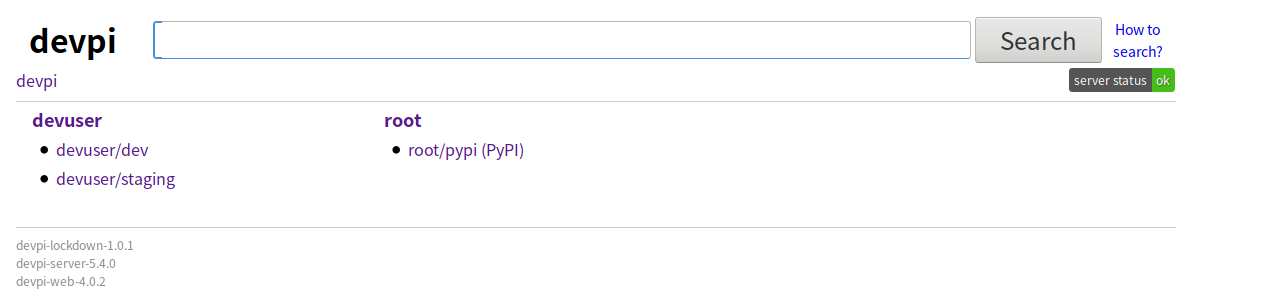 devpi
Search
How to
search?
devpi
server status ok
devuser
root
devuser/dev
root/pypi (PyPI)
devuser/staging
devpi-lockdown-1.0.1
devpi-server-5.4.0
devpi-web-4.0.2